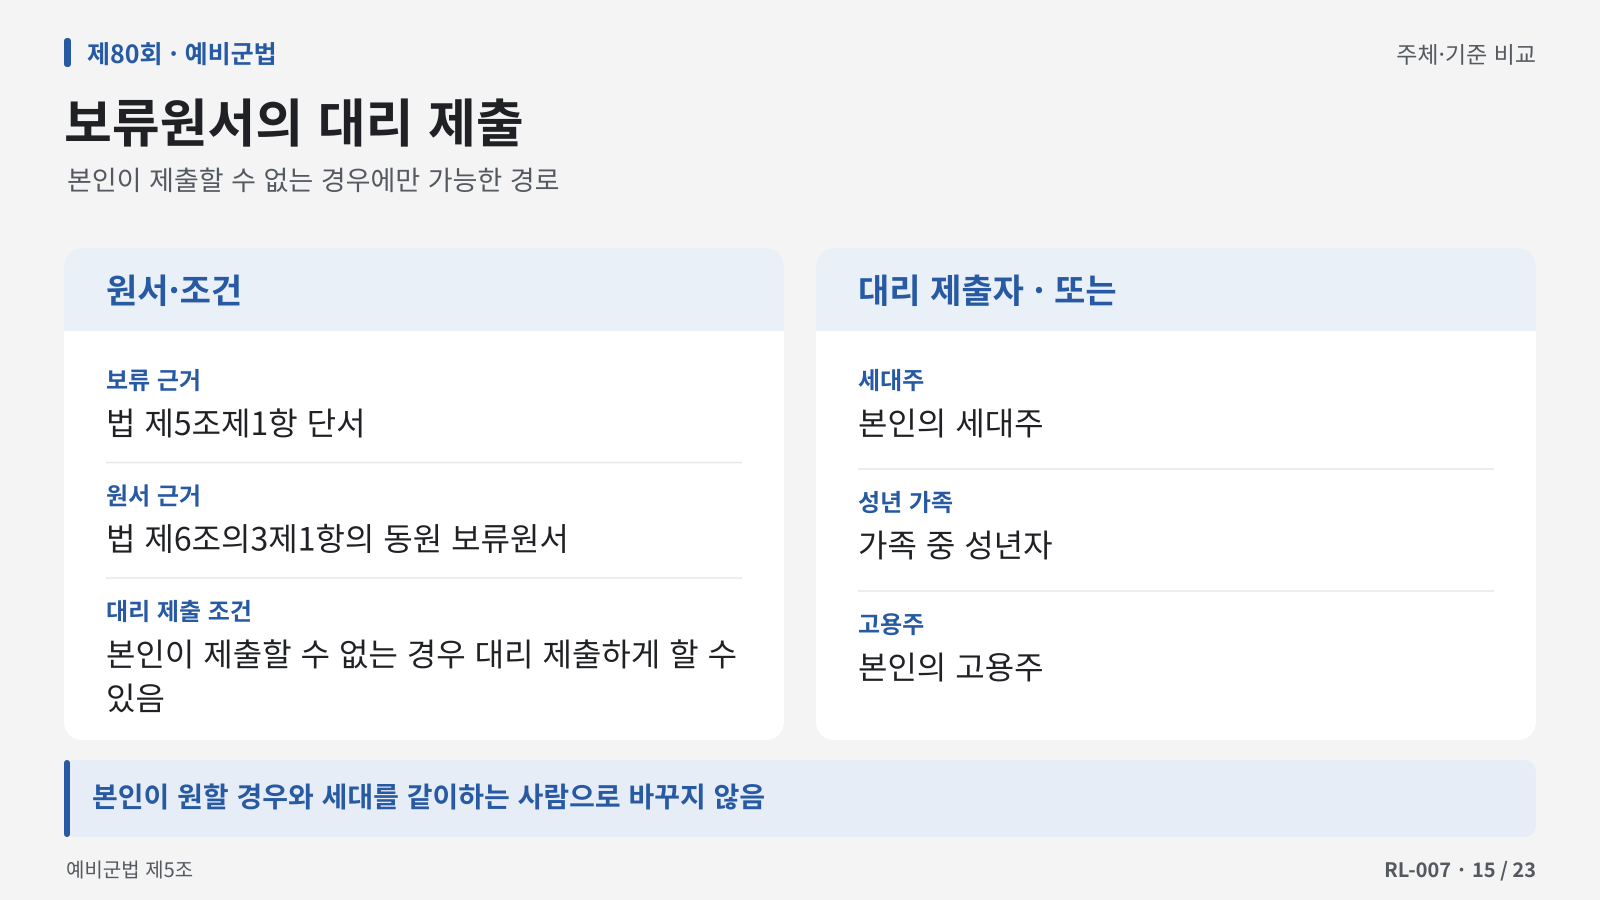 제80회 · 예비군법
주체·기준 비교
보류원서의 대리 제출
본인이 제출할 수 없는 경우에만 가능한 경로
원서·조건
보류 근거
법 제5조제1항 단서
원서 근거
법 제6조의3제1항의 동원 보류원서
대리 제출 조건
본인이 제출할 수 없는 경우 대리 제출하게 할 수
있음
대리 제출자 · 또는
세대주
본인의 세대주
성년 가족
가족 중 성년자
고용주
본인의 고용주
본인이 원할 경우와 세대를 같이하는 사람으로 바꾸지 않음
예비군법 제5조
RL-007 · 15 / 23